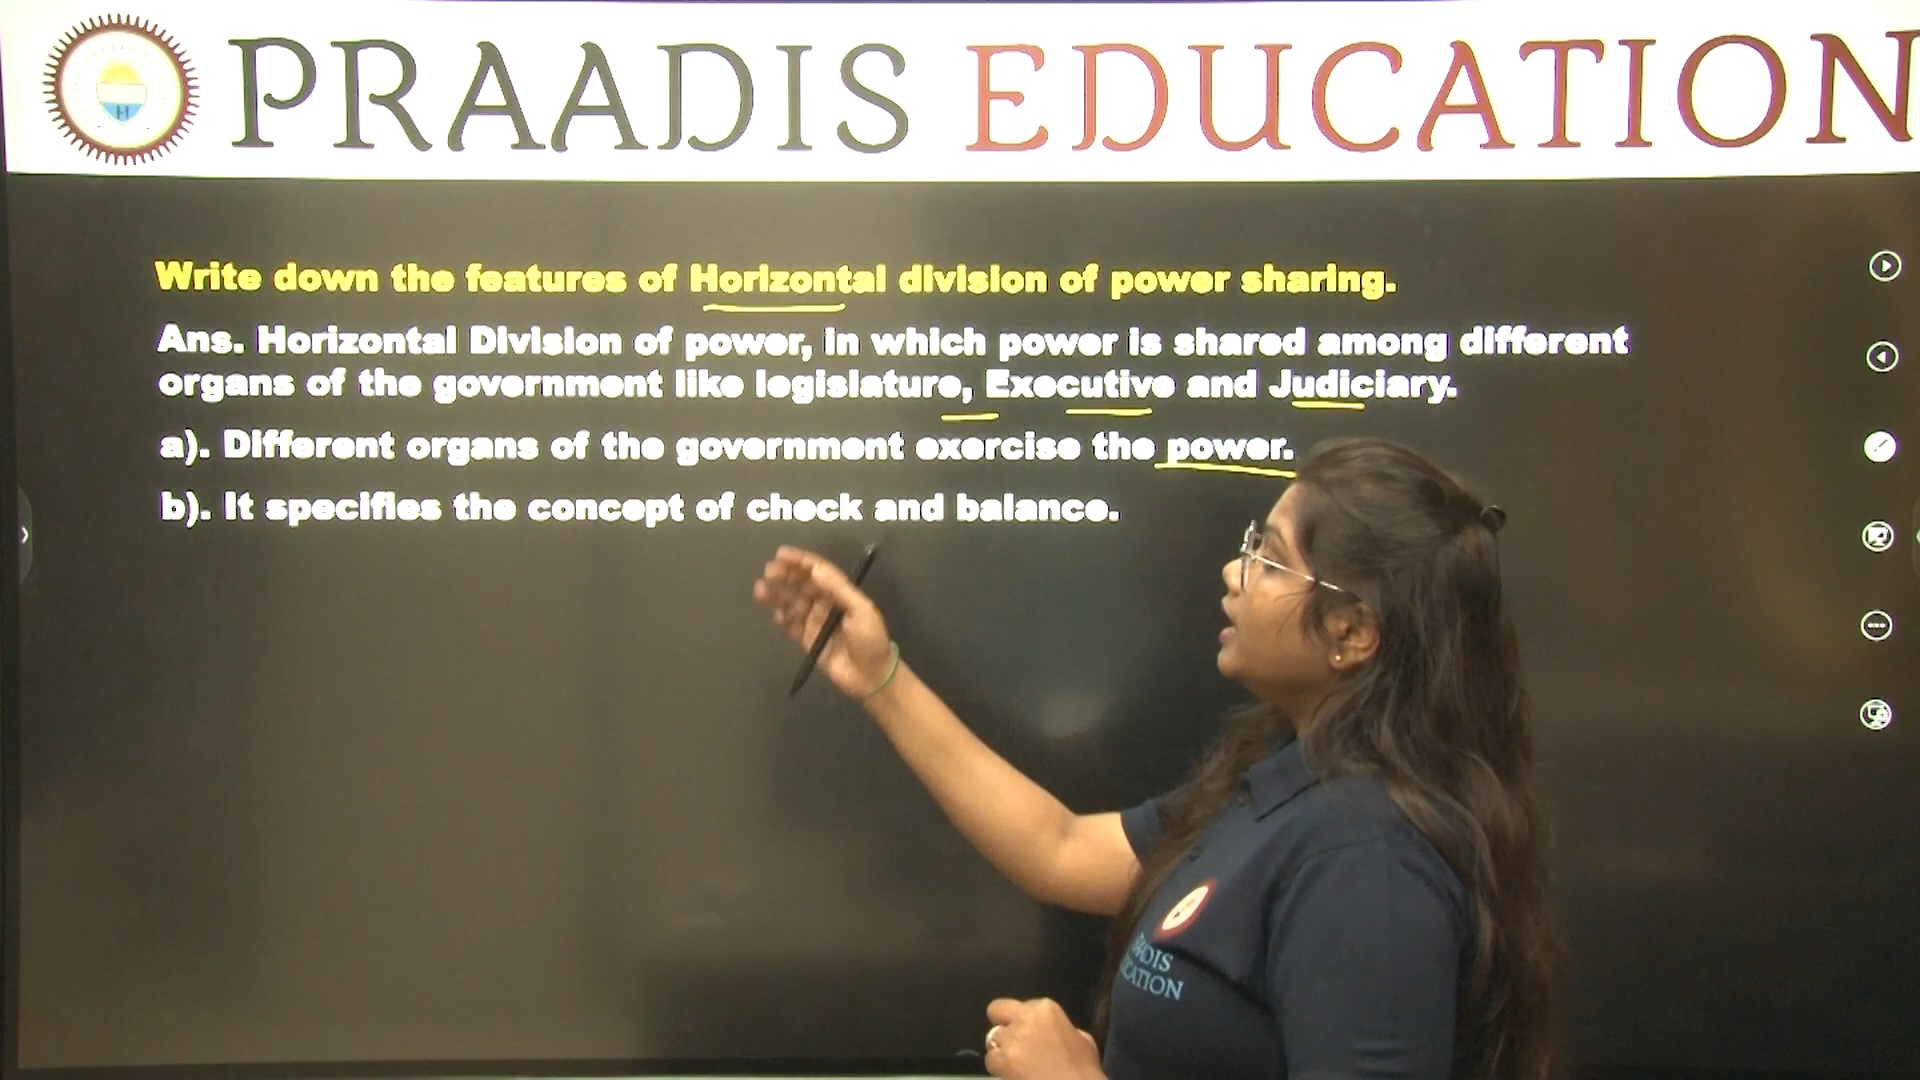 PRAADIS EDUCATION
Write down the features of Horizontal division of power sharing.
Ans. Horizontal Division of power, in which power is shared among different
organs of the government like legislature, Executive and Judiciary.
a). Different organs of the government exercise the power.
b). It specifies the concept of check and balance.